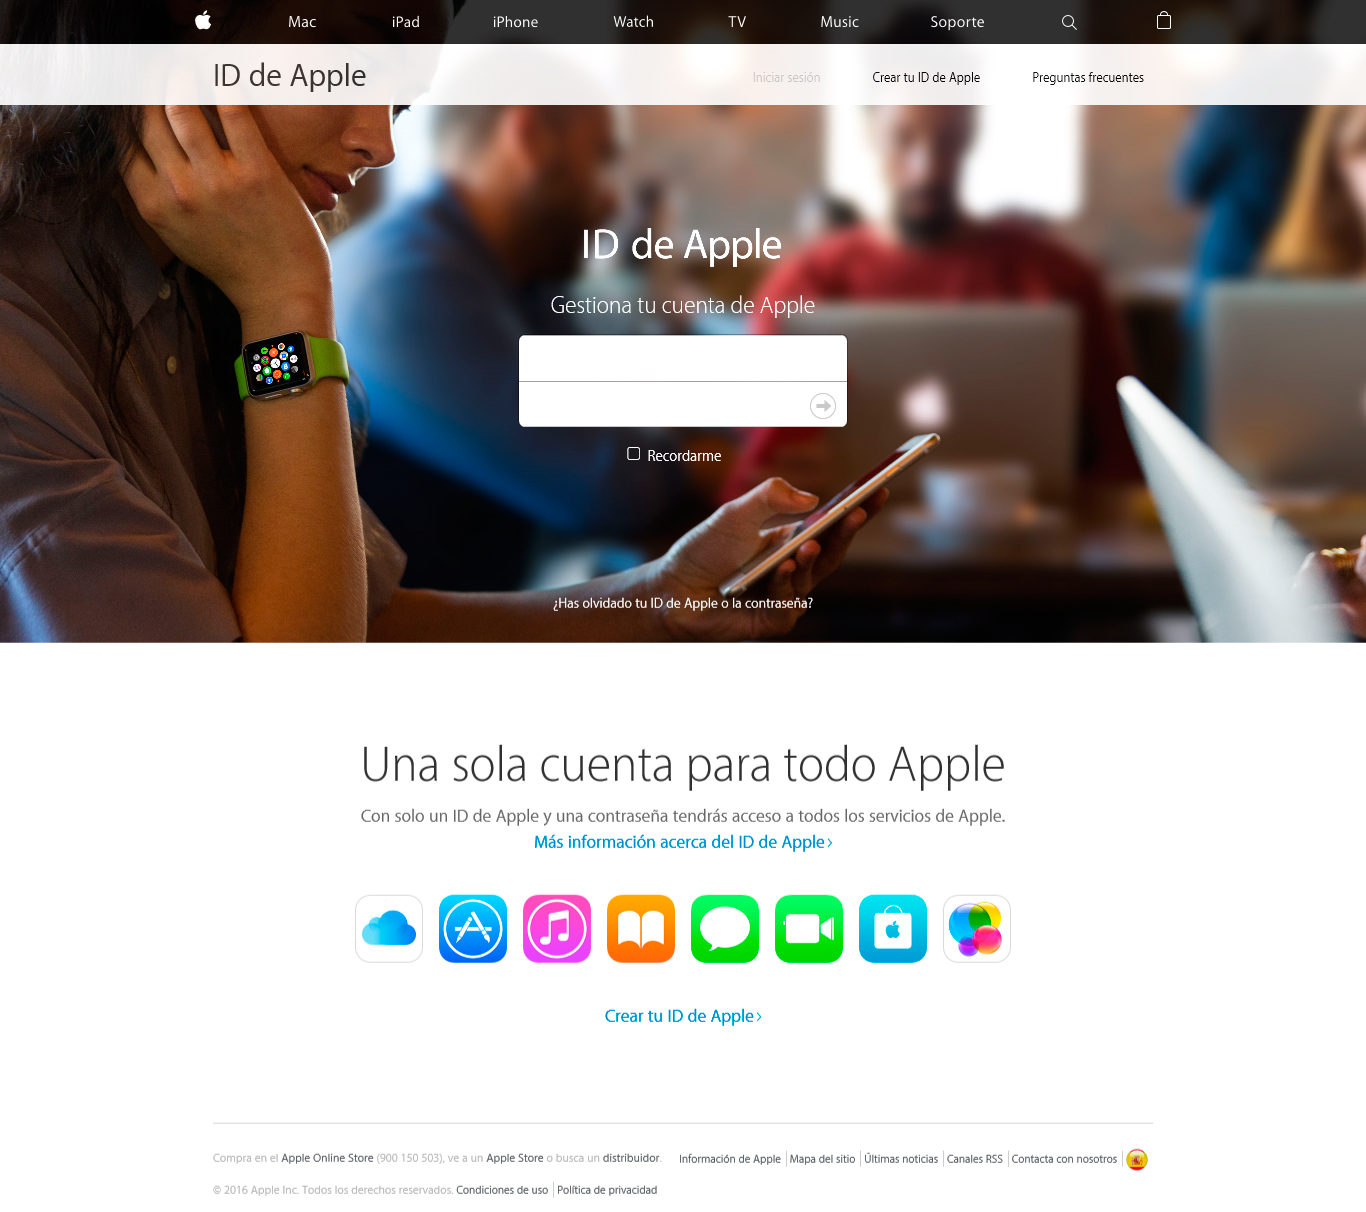 Mac iPad iPhone Watch TV Music Soporte
ID de Apple
Iniciar sesión Crear tu ID de Apple Preguntas frecuentes
ID de Apple
Gestiona tu cuenta de Apple
Recordarme
¿Has olvidado tu ID de Apple o la contraseña?
Una sola cuenta para todo Apple
Con solo un ID de Apple y una contraseña tendrás acceso a todos los servicios de Apple.
Más información acerca del ID de Apple ›
Crear tu ID de Apple ›
Compra en el Apple Online Store (900 150 503), ve a un Apple Store o busca un distribuidor. Información de Apple | Mapa del sitio | Últimas noticias | Canales RSS | Contacta con nosotros |
© 2016 Apple Inc. Todos los derechos reservados. Condiciones de uso | Política de privacidad